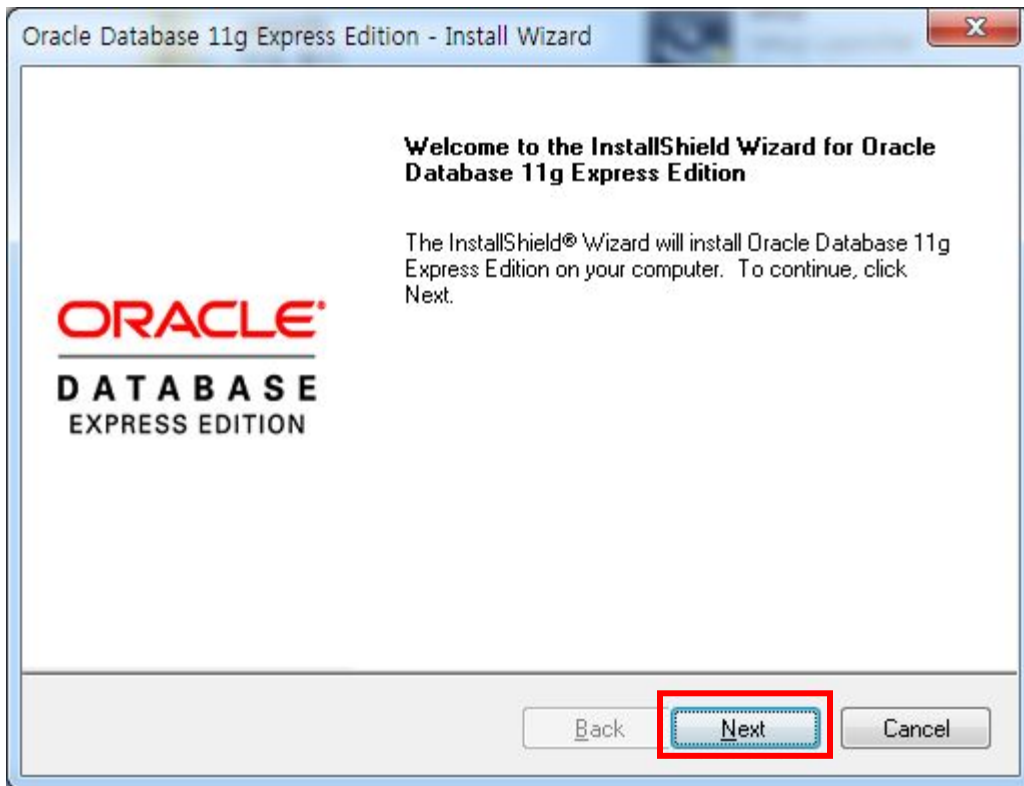 Oracle Database 11g Express Edition - Install Wizard
Welcome to the InstallShield Wizard for Oracle
Database 11g Express Edition
The InstallShield® Wizard will install Oracle Database 11g
Express Edition on your computer. To continue, click
Next.
ORACLE®
DATABASE
EXPRESS EDITION
Back
Next
Cancel